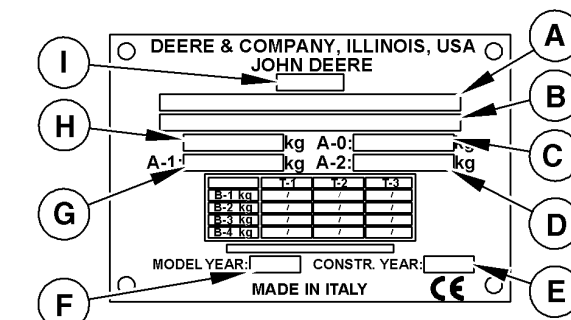 DEERE & COMPANY, ILLINOIS, USA
JOHN DEERE
I
A
B
H
kg A-0: kg
C
A-1: kg A-2: kg
G
D
T-1 T-2 T-3
B-1 kg / / /
B-2 kg / / /
B-3 kg / / /
B-4 kg / / /
MODEL YEAR: CONSTR. YEAR:
F
E
MADE IN ITALY CE